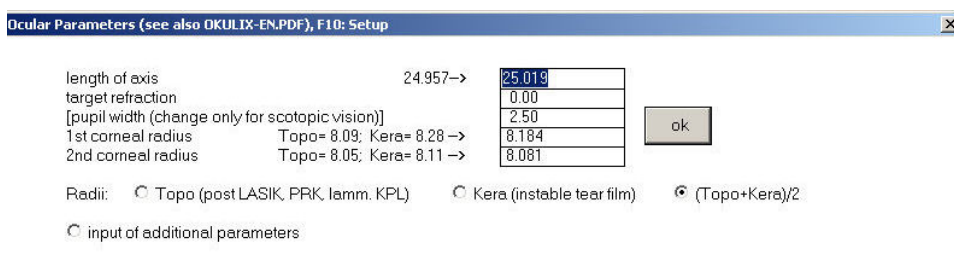 Ocular Parameters (see also OKULIX-EN.PDF), F10: Setup
length of axis 24.957–> 25.019
target refraction 0.00
[pupil width (change only for scotopic vision)] 2.50
1st corneal radius Topo= 8.09; Kera= 8.28 –> 8.184
2nd corneal radius Topo= 8.05; Kera= 8.11 –> 8.081
ok
Radii: Topo (post LASIK, PRK, lamm. KPL) Kera (instable tear film) (Topo+Kera)/2
input of additional parameters